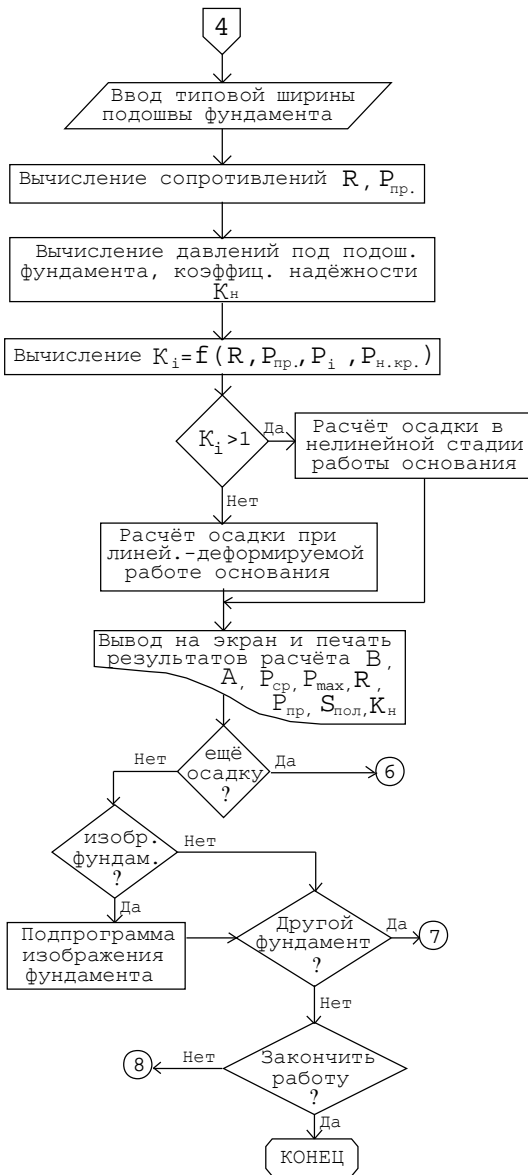 4
Ввод типовой ширины
подошвы фундамента
Вычисление сопротивлений R, Pпр.
Вычисление давлений под подош.
фундамента, коэффиц. надёжности
Kн
Вычисление Ki=f(R,Pпр.,Pi ,Pн.кр.)
Ki>1
Да
Расчёт осадки в
нелинейной стадии
работы основания
Нет
Расчёт осадки при
линей.-деформируемой
работе основания
Вывод на экран и печать
результатов расчёта B,
A, Pср,Pmax,R,
Pпр,Sпол,Kн
Нет
ещё
осадку
?
Да
6
изобр.
фундам.
?
Нет
Да
Подпрограмма
изображения
фундамента
Другой
фундамент
?
Да
7
Нет
8
Нет
Закончить
работу
?
Да
КОНЕЦ